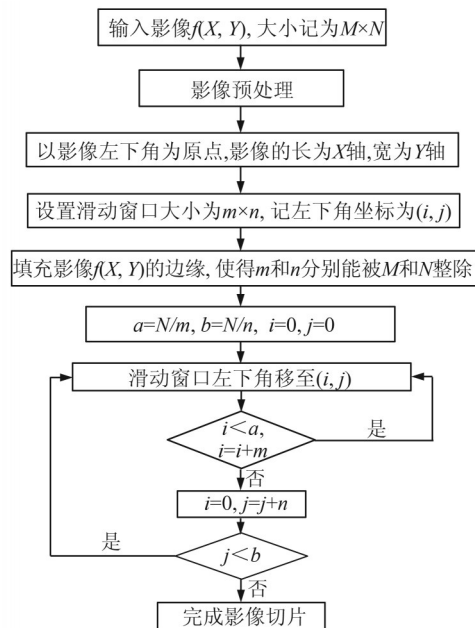 输入影像f(X, Y), 大小记为M×N
影像预处理
以影像左下角为原点,影像的长为X轴,宽为Y轴
设置滑动窗口大小为m×n, 记左下角坐标为(i, j)
填充影像f(X, Y)的边缘, 使得m和n分别能被M和N整除
a=N/m, b=N/n, i=0, j=0
滑动窗口左下角移至(i, j)
i<a,
i=i+m
是
否
i=0, j=j+n
是
j<b
否
完成影像切片